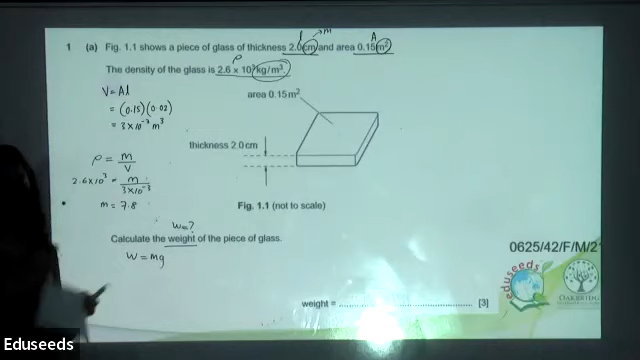 l → m
A
1 (a) Fig. 1.1 shows a piece of glass of thickness 2.0 cm and area 0.15 m².
ρ
The density of the glass is 2.6 × 10³ kg/m³.
V = Al
= (0.15)(0.02)
= 3×10⁻³ m³
area 0.15 m²
thickness 2.0 cm
ρ = m/V
2.6×10³ = m/3×10⁻³
m = 7.8
Fig. 1.1 (not to scale)
W=?
Calculate the weight of the piece of glass.
W = mg
0625/42/F/M/2
eduseeds
OAKBRIDGE
weight = .................................................. [3]
Eduseeds